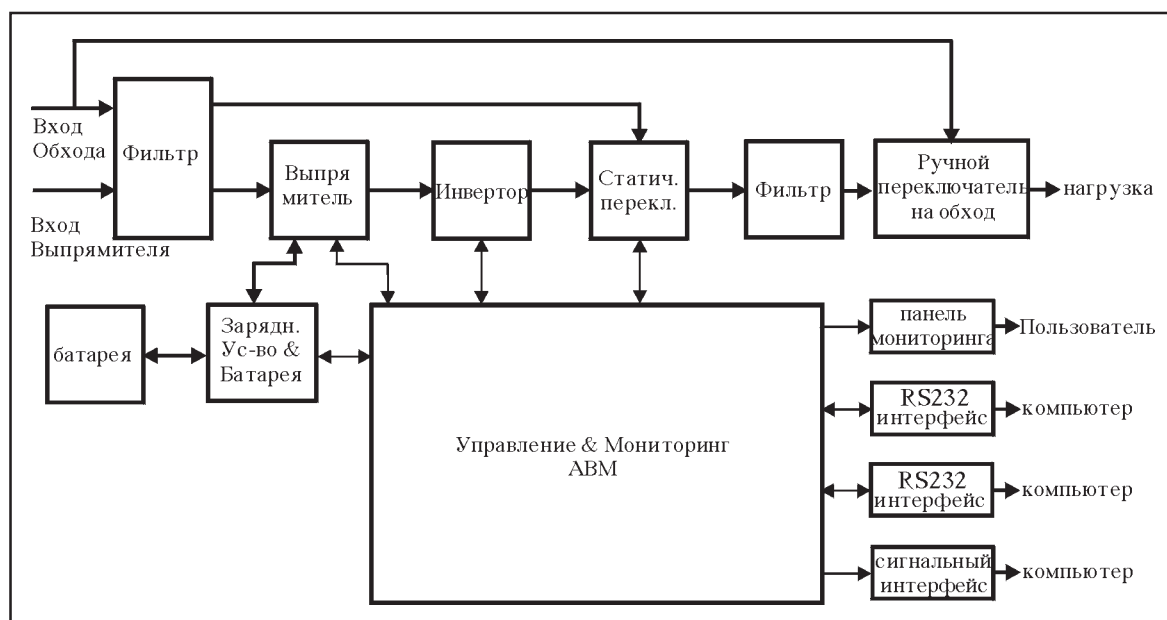 Вход
Обхода
Фильтр
Вход
Выпрямителя
Выпря
митель
Инвертор
Статич.
перекл.
Фильтр
Ручной
переключатель
на обход
нагрузка
батарея
Зарядн.
Ус-во &
Батарея
Управление & Мониторинг
ABM
панель
мониторинга
Пользователь
RS232
интерфейс
компьютер
RS232
интерфейс
компьютер
сигнальный
интерфейс
компьютер